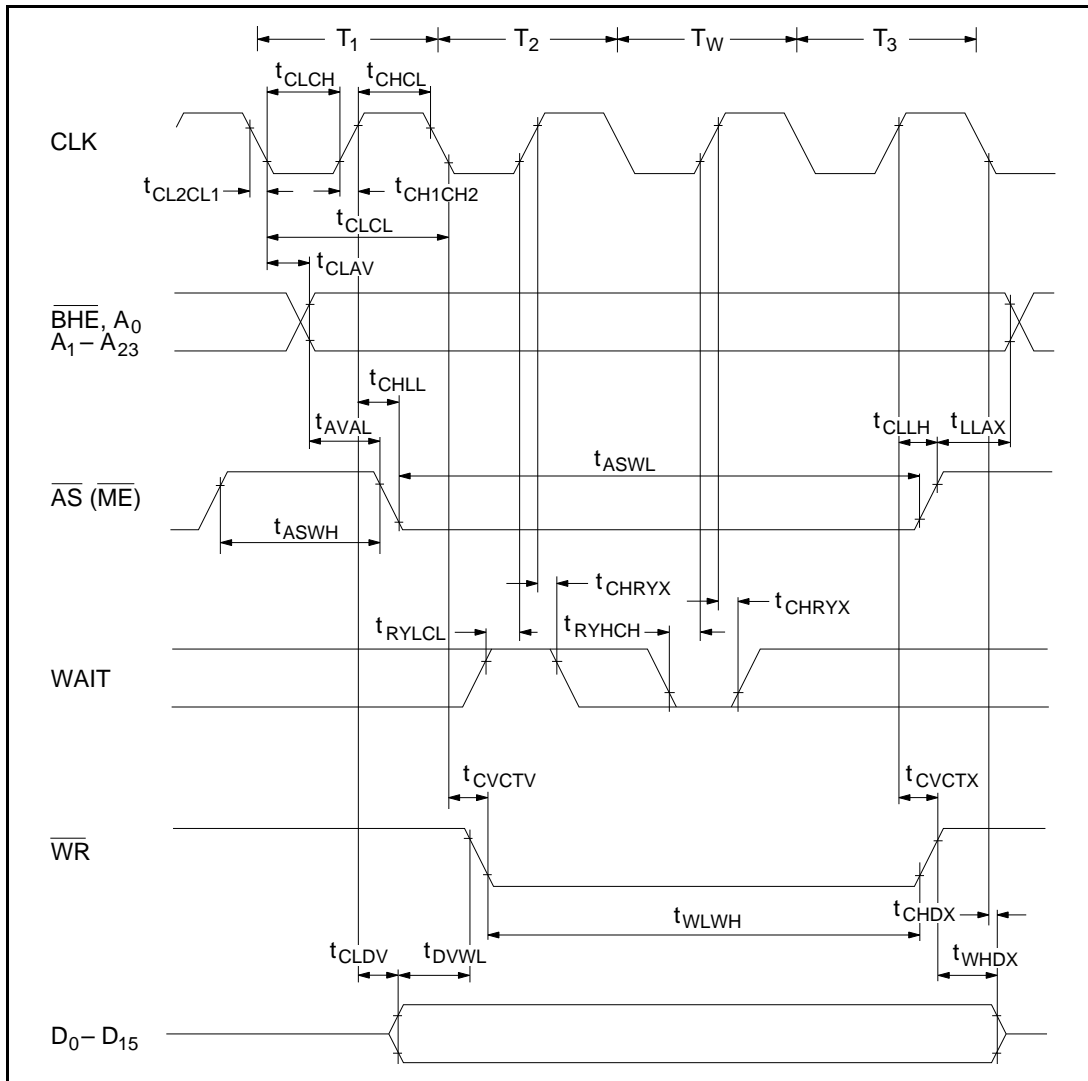 T1 T2 TW T3
tCLCH tCHCL
CLK
tCL2CL1 tCH1CH2
tCLCL
tCLAV
BHE, A0
A1 – A23
tCHLL
tAVAL tCLLH tLLAX
tASWL
AS (ME)
tASWH
tCHRYX
tCHRYX
tRYLCL tRYHCH
WAIT
tCVCTV tCVCTX
WR
tCHDX
tWLWH
tCLDV tDVWL tWHDX
D0 – D15